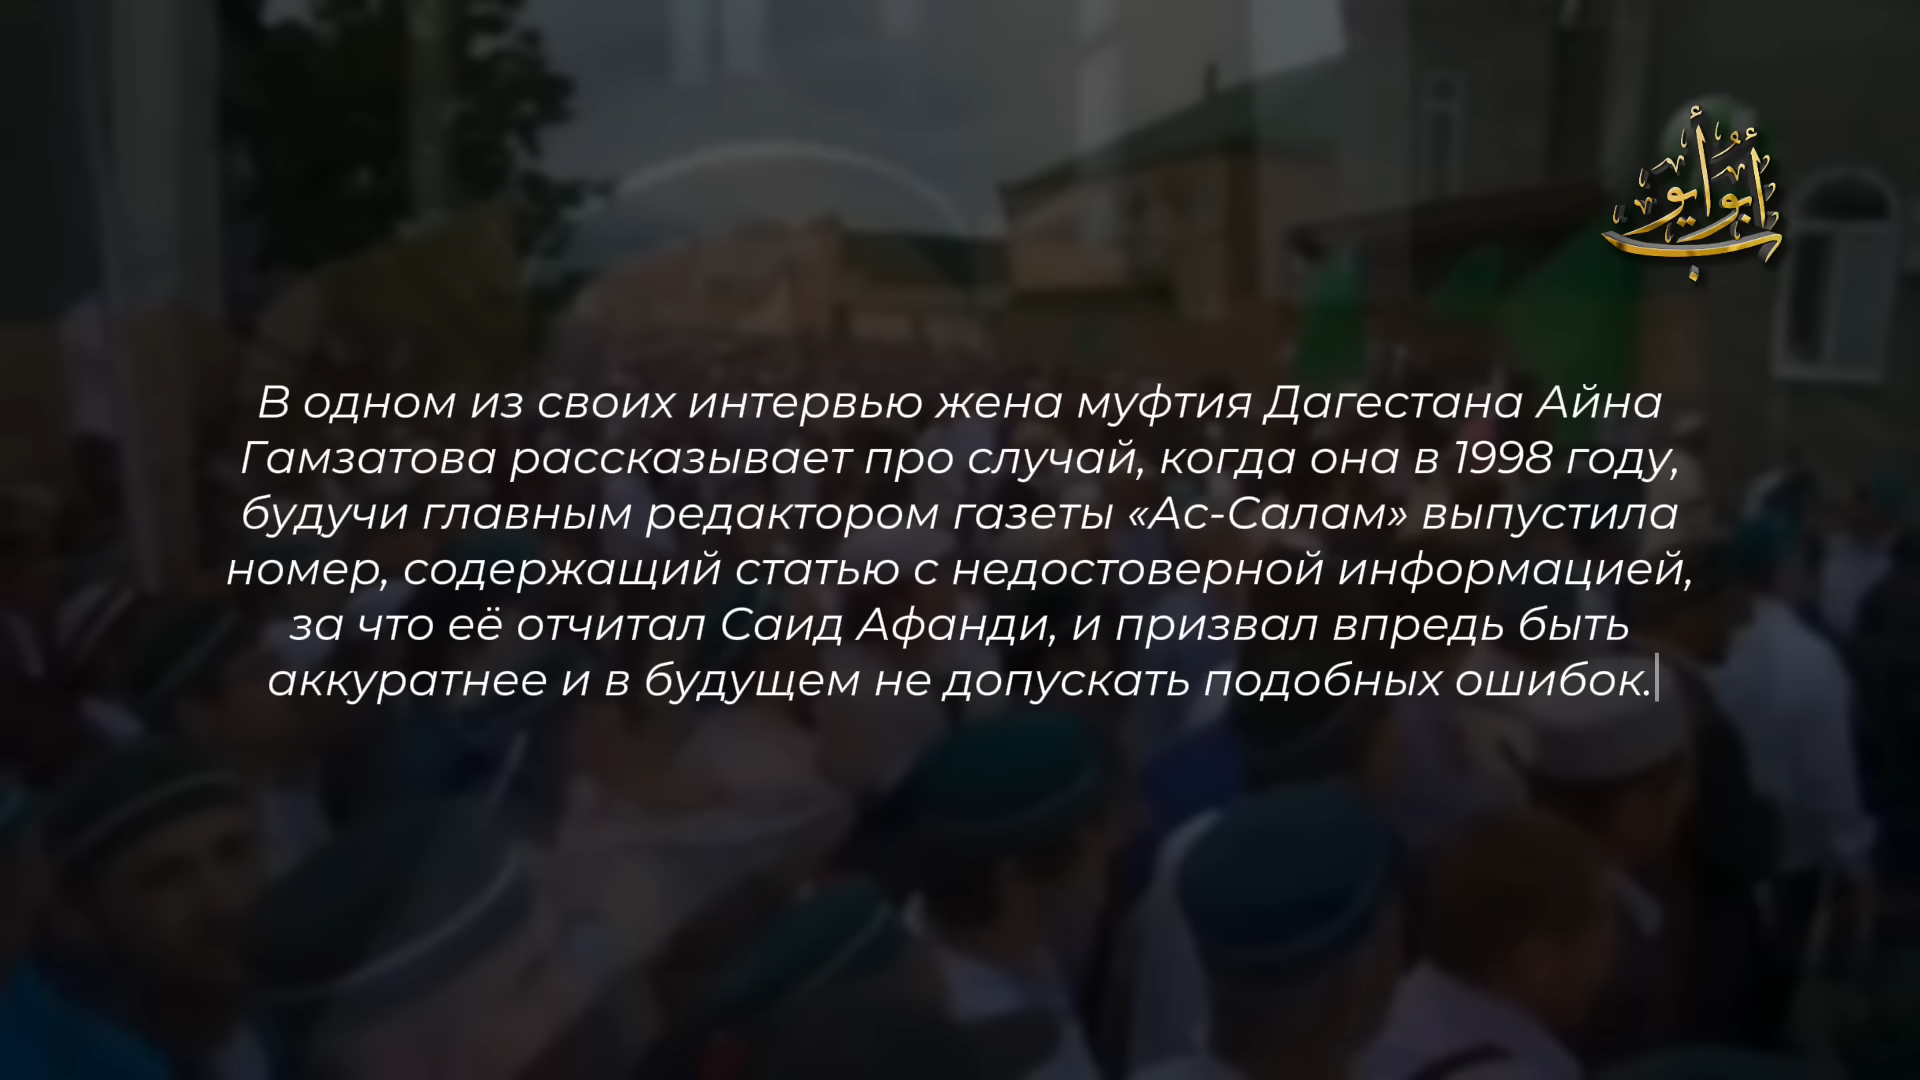 أبو أيوب
В одном из своих интервью жена муфтия Дагестана Айна
Гамзатова рассказывает про случай, когда она в 1998 году,
будучи главным редактором газеты «Ас-Салам» выпустила
номер, содержащий статью с недостоверной информацией,
за что её отчитал Саид Афанди, и призвал впредь быть
аккуратнее и в будущем не допускать подобных ошибок.